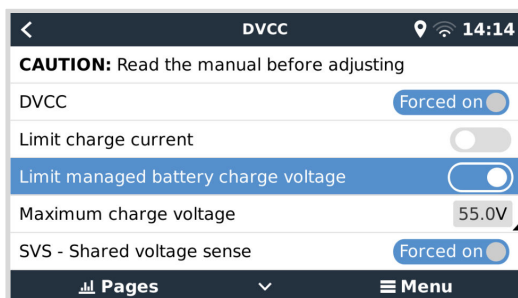 DVCC 14:14
CAUTION: Read the manual before adjusting
DVCC Forced on
Limit charge current
Limit managed battery charge voltage
Maximum charge voltage 55.0V
SVS - Shared voltage sense Forced on
Pages Menu